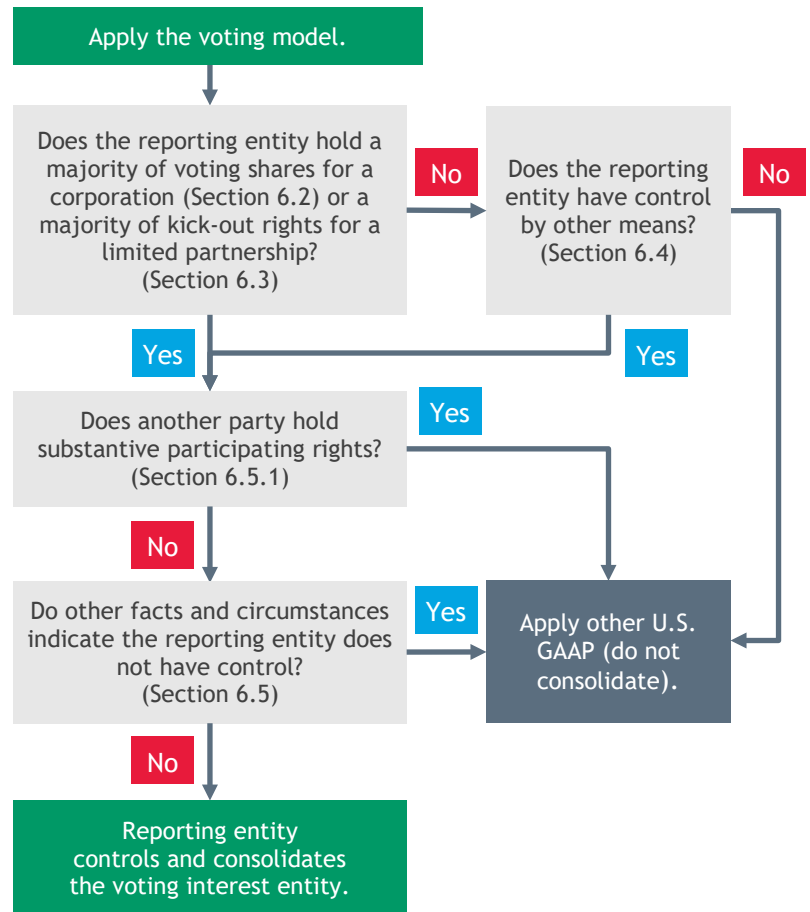 Apply the voting model.
Does the reporting entity hold a
majority of voting shares for a
corporation (Section 6.2) or a
majority of kick-out rights for a
limited partnership?
(Section 6.3)
No
Does the reporting
entity have control
by other means?
(Section 6.4)
No
Yes
Yes
Does another party hold
substantive participating rights?
(Section 6.5.1)
Yes
No
Do other facts and circumstances
indicate the reporting entity does
not have control?
(Section 6.5)
Yes
Apply other U.S.
GAAP (do not
consolidate).
No
Reporting entity
controls and consolidates
the voting interest entity.